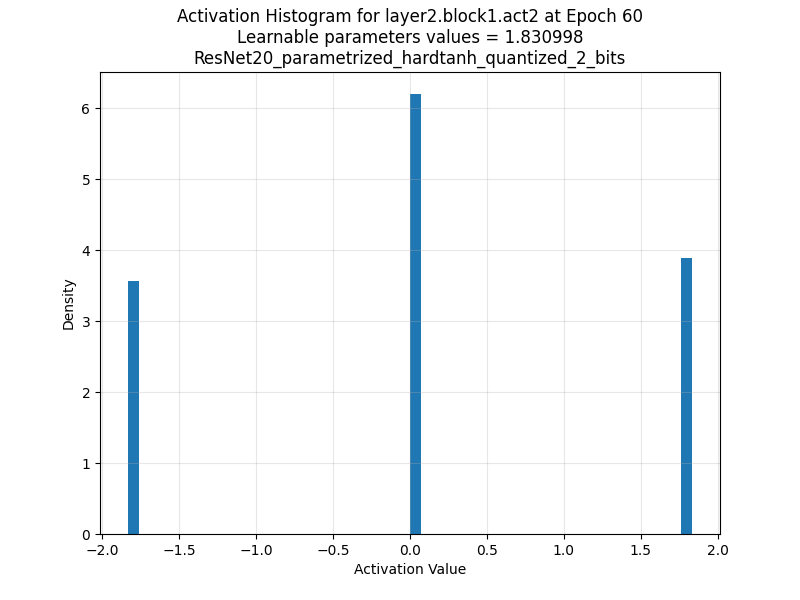 Activation Histogram for layer2.block1.act2 at Epoch 60
Learnable parameters values = 1.830998
ResNet20_parametrized_hardtanh_quantized_2_bits
6
5
4
3
2
1
0
Density
−2.0 −1.5 −1.0 −0.5 0.0 0.5 1.0 1.5 2.0
Activation Value